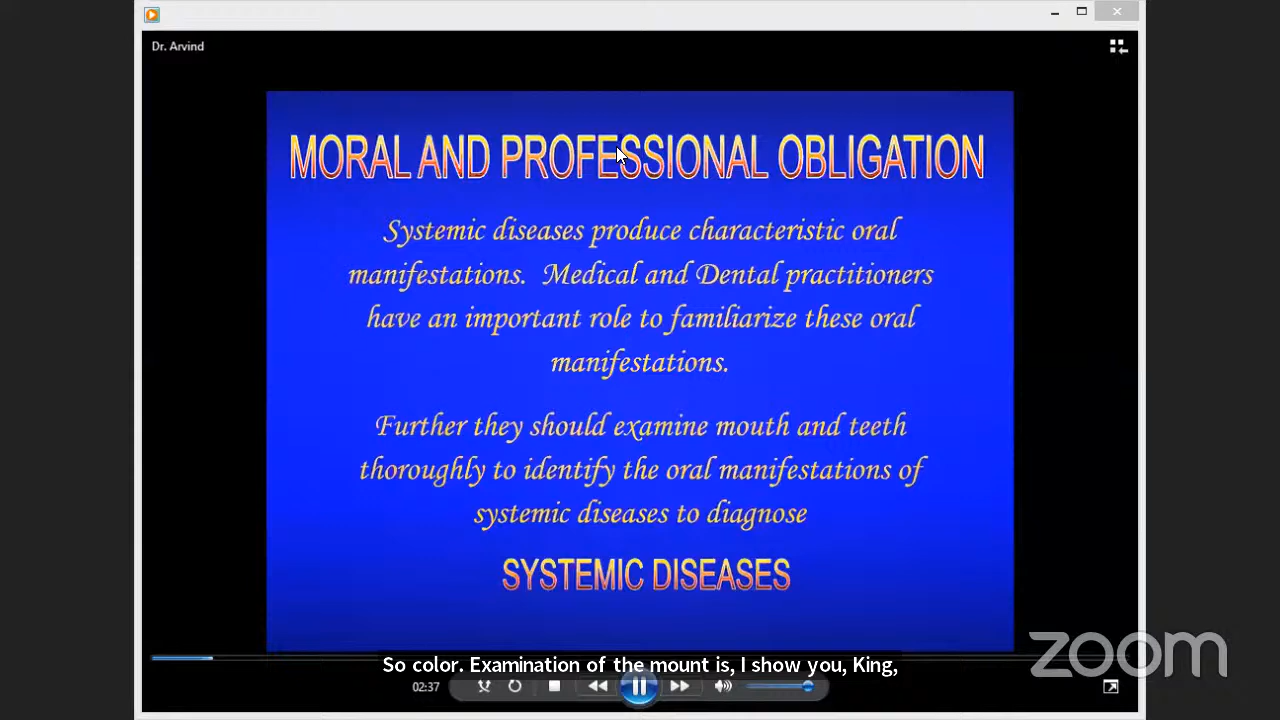 Dr. Arvind
MORAL AND PROFESSIONAL OBLIGATION
Systemic diseases produce characteristic oral
manifestations. Medical and Dental practitioners
have an important role to familiarize these oral
manifestations.
Further they should examine mouth and teeth
thoroughly to identify the oral manifestations of
systemic diseases to diagnose
SYSTEMIC DISEASES
So color. Examination of the mount is, I show you, King,
zoom
02:37